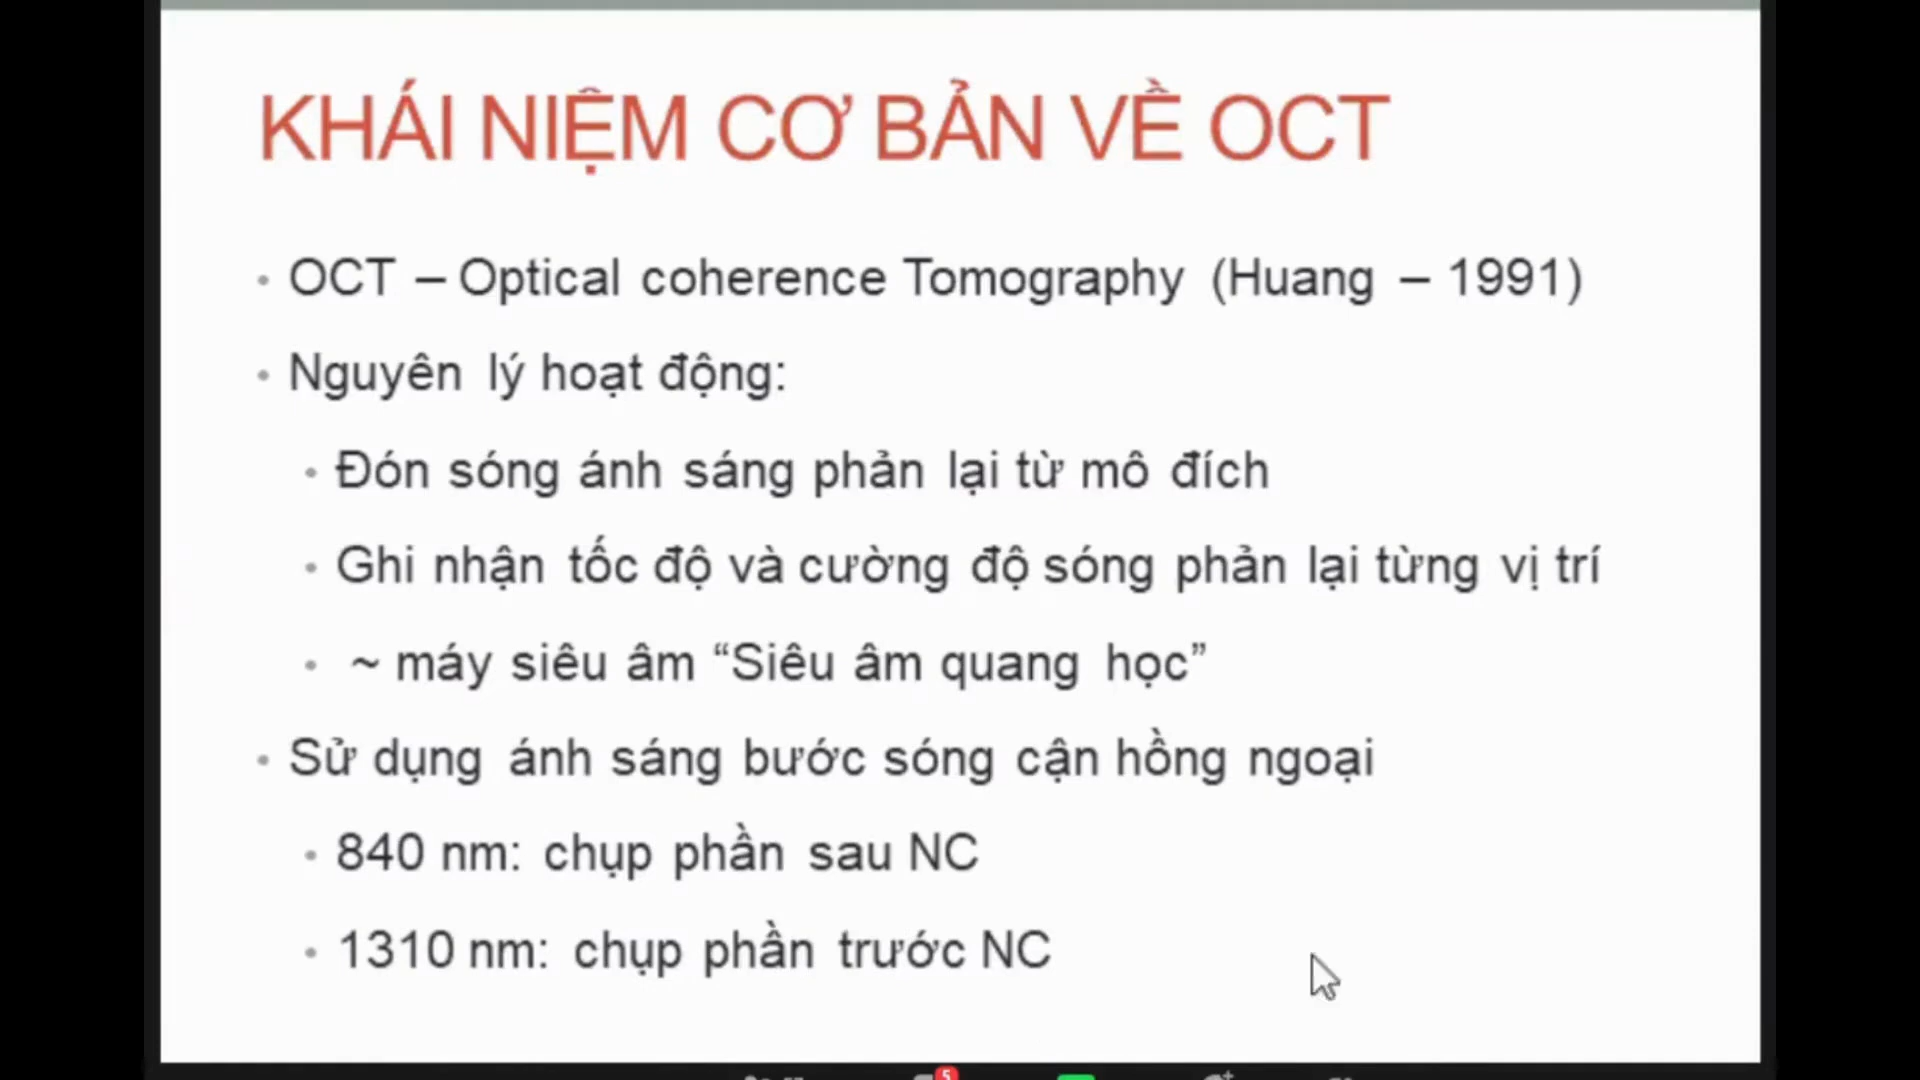 KHÁI NIỆM CƠ BẢN VỀ OCT
• OCT – Optical coherence Tomography (Huang – 1991)
• Nguyên lý hoạt động:
• Đón sóng ánh sáng phản lại từ mô đích
• Ghi nhận tốc độ và cường độ sóng phản lại từng vị trí
• ~ máy siêu âm “Siêu âm quang học”
• Sử dụng ánh sáng bước sóng cận hồng ngoại
• 840 nm: chụp phần sau NC
• 1310 nm: chụp phần trước NC
5